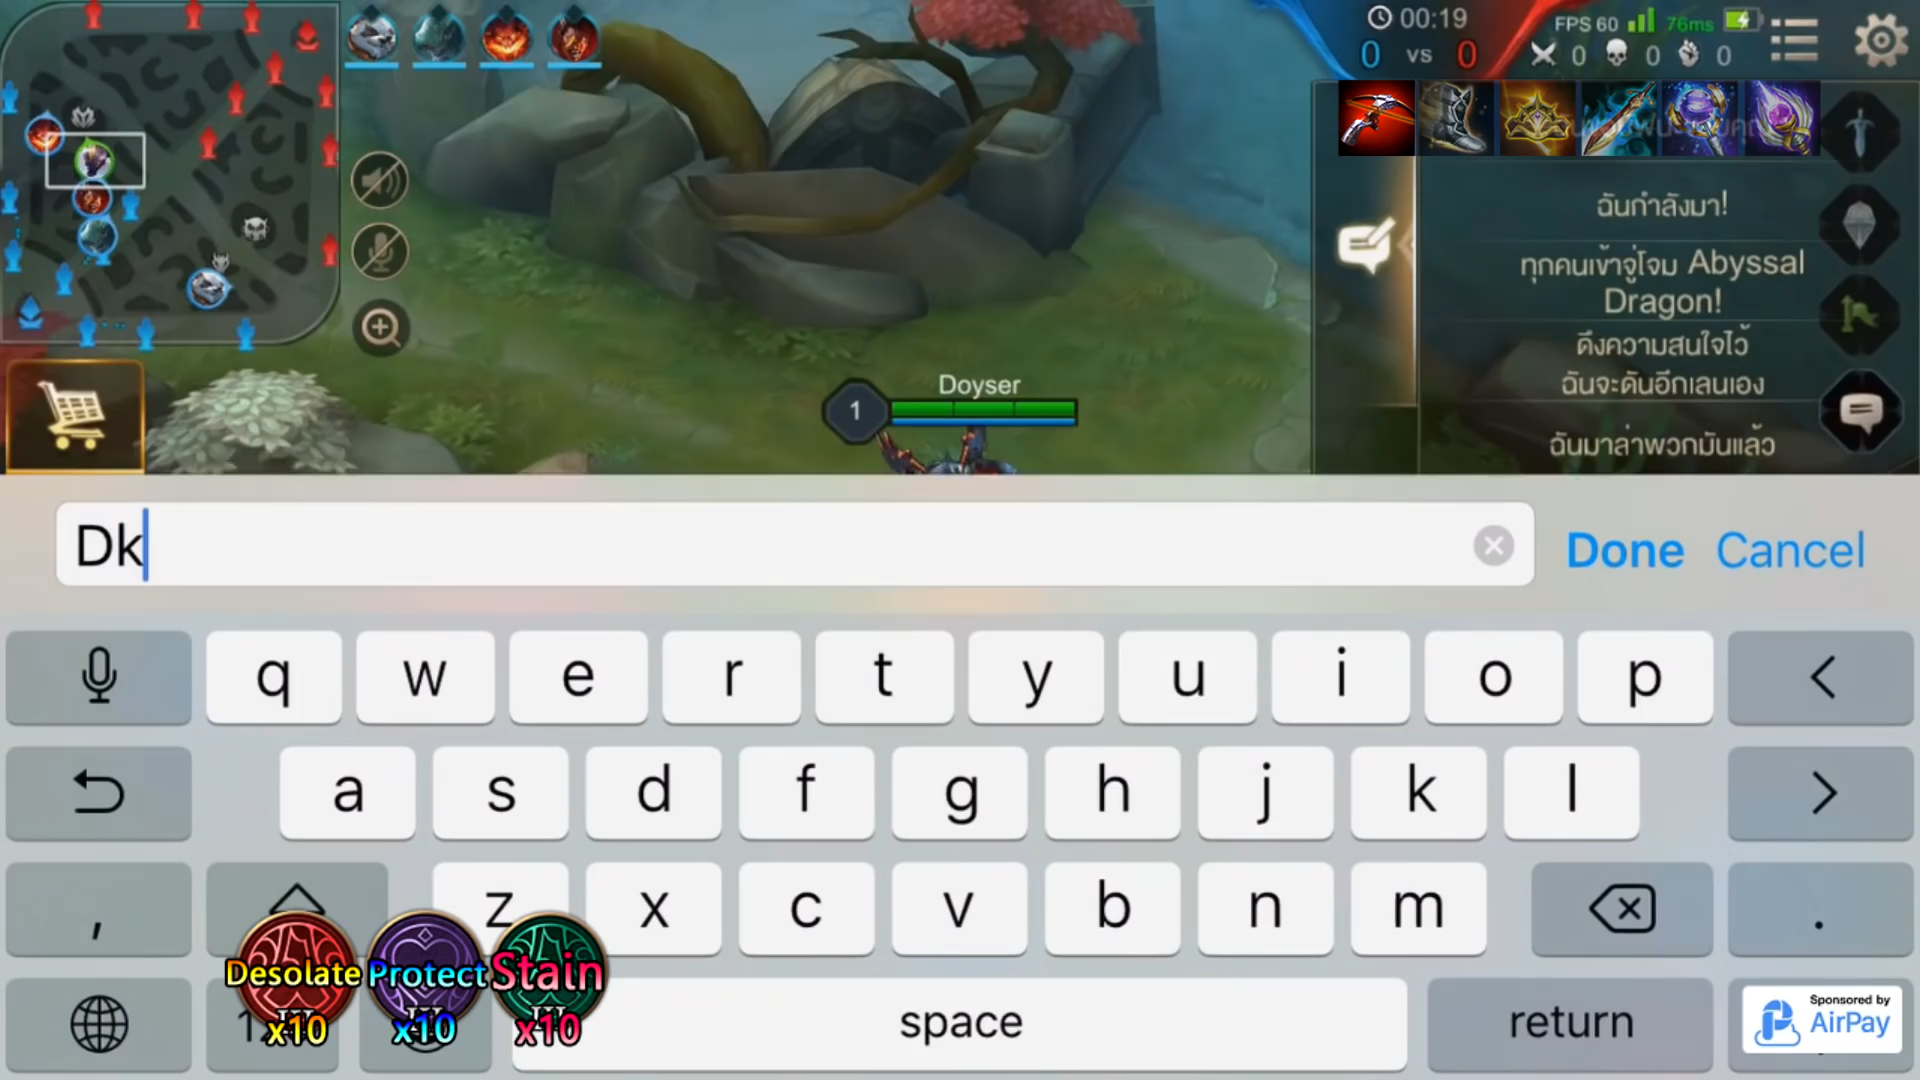 00:19
0 vs 0
FPS 60
76ms
0
0
0
ฉันกำลังมา!
ทุกคนเข้าจู่โจม Abyssal
Dragon!
ดึงความสนใจไว้
ฉันจะดันอีกเลนเอง
ฉันมาล่าพวกมันแล้ว
Doyser
1
Dk
Done
Cancel
q w e r t y u i o p
a s d f g h j k l
, z x c v b n m .
Desolate
x10
Protect
x10
Stain
x10
space
return
Sponsored by
AirPay